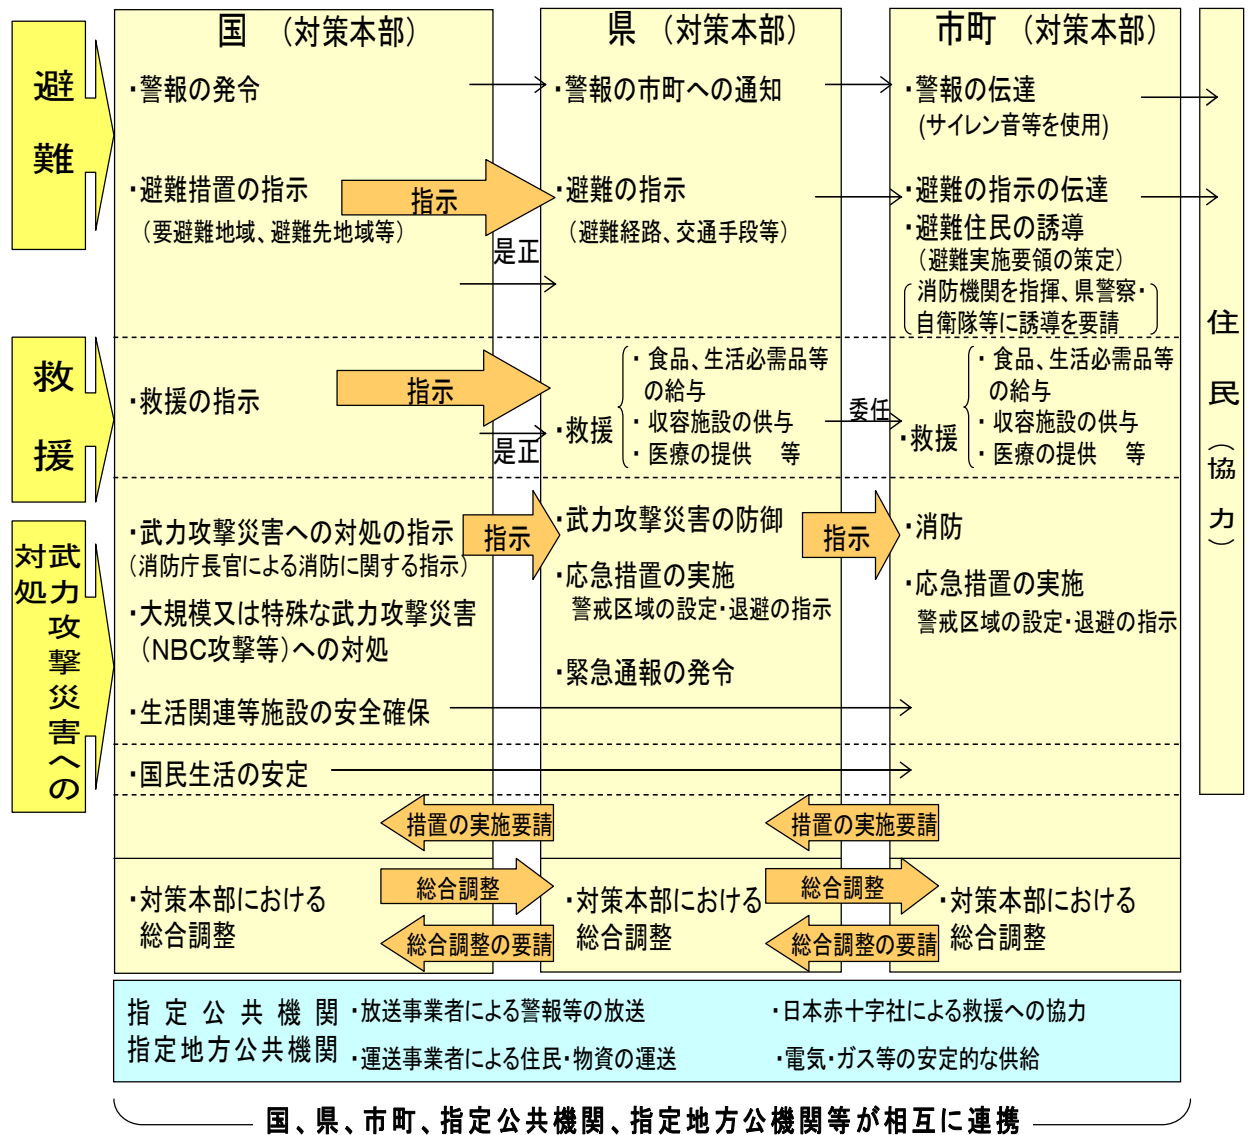 国 （対策本部）
県 （対策本部）
市町 （対策本部）
避
難
・警報の発令
・警報の市町への通知
・警報の伝達
(サイレン音等を使用)
・避難措置の指示
（要避難地域、避難先地域等）
指示
是正
・避難の指示
（避難経路、交通手段等）
・避難の指示の伝達
・避難住民の誘導
（避難実施要領の策定）
消防機関を指揮、県警察・
自衛隊等に誘導を要請
救
援
・救援の指示
指示
是正
・救援
・食品、生活必需品等
の給与
・収容施設の供与
・医療の提供　等
委任
・救援
・食品、生活必需品等
の給与
・収容施設の供与
・医療の提供　等
武力攻撃災害への
対処
・武力攻撃災害への対処の指示
（消防庁長官による消防に関する指示）
・大規模又は特殊な武力攻撃災害
（NBC攻撃等）への対処
・生活関連等施設の安全確保
指示
・武力攻撃災害の防御
・応急措置の実施
警戒区域の設定・退避の指示
・緊急通報の発令
指示
・消防
・応急措置の実施
警戒区域の設定・退避の指示
・国民生活の安定
措置の実施要請
措置の実施要請
・対策本部における
総合調整
総合調整
総合調整の要請
・対策本部における
総合調整
総合調整
総合調整の要請
・対策本部における
総合調整
住民（協力）
指定公共機関
指定地方公共機関
・放送事業者による警報等の放送
・日本赤十字社による救援への協力
・運送事業者による住民・物資の運送
・電気・ガス等の安定的な供給
国、県、市町、指定公共機関、指定地方公機関等が相互に連携